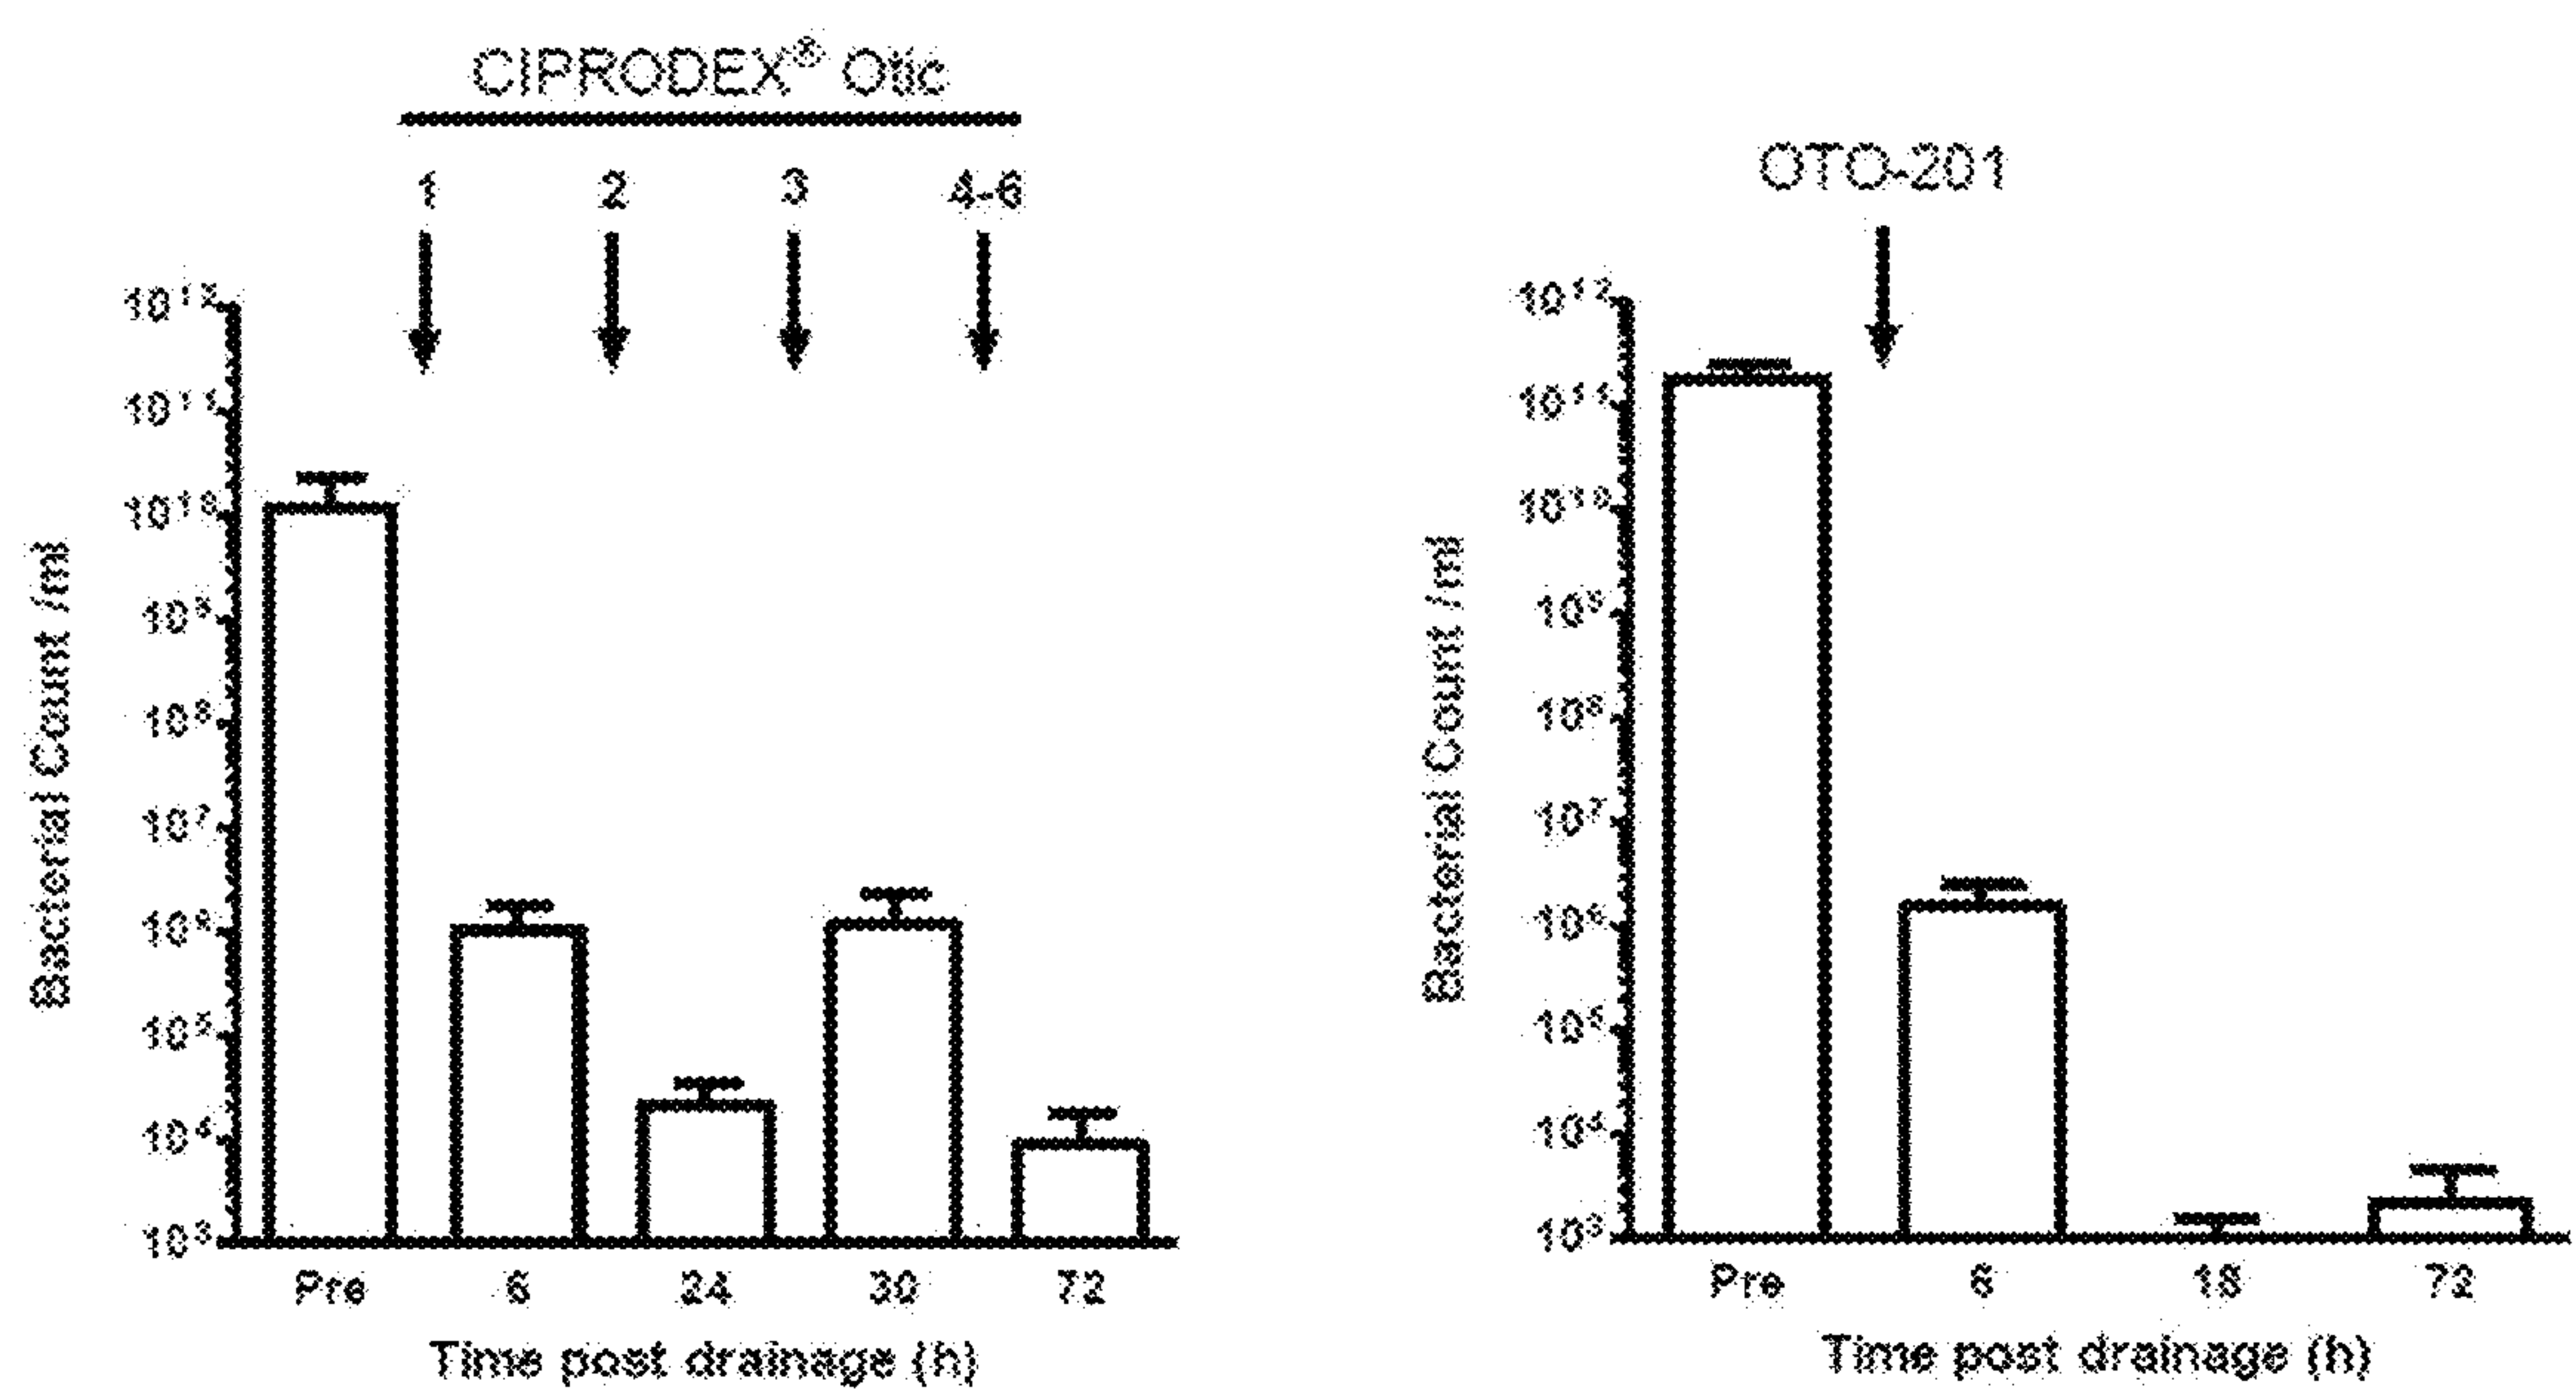 CIPRODEX® Otic
1 2 3 4-6
Bacterial Count /ml
10¹²
10¹¹
10¹⁰
10⁹
10⁸
10⁷
10⁶
10⁵
10⁴
10³
Pre 6 24 30 72
Time post drainage (h)
OTO-201
Bacterial Count /ml
10¹²
10¹¹
10¹⁰
10⁹
10⁸
10⁷
10⁶
10⁵
10⁴
10³
Pre 6 18 72
Time post drainage (h)